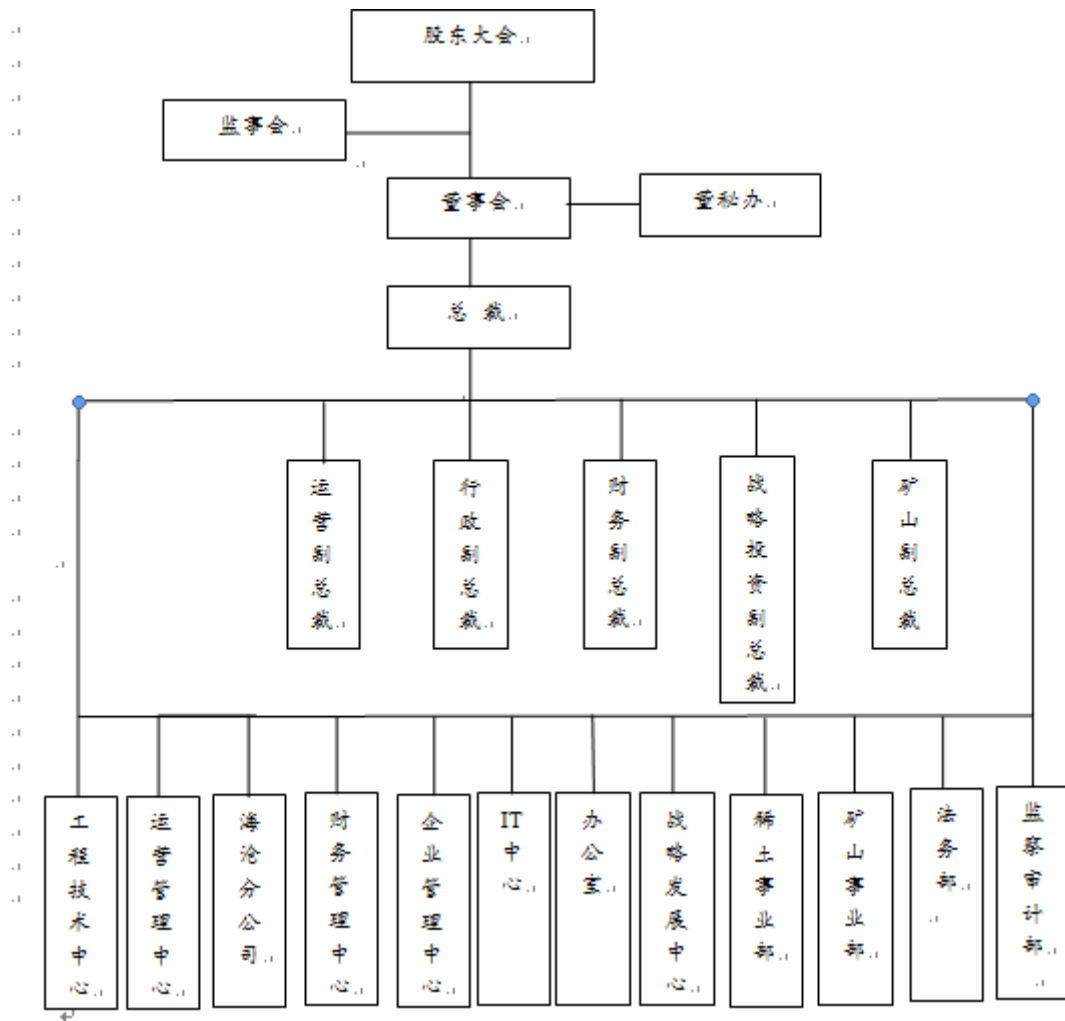 股东大会
监事会
董事会
董秘办
总 裁
运营副总裁
行政副总裁
财务副总裁
战略投资副总裁
矿山副总裁
工程技术中心
运营管理中心
海沧分公司
财务管理中心
企业管理中心
IT中心
办公室
战略发展中心
稀土事业部
矿山事业部
法务部
监察审计部